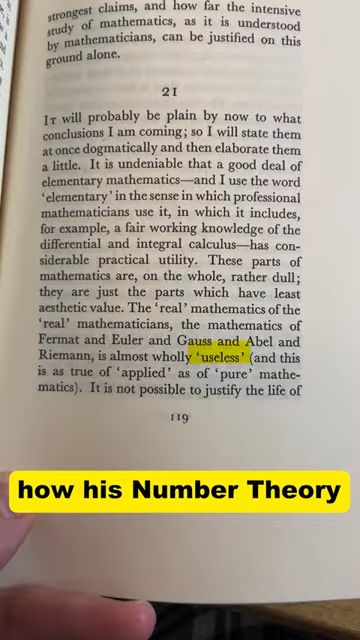 strongest claims, and how far the intensive
study of mathematics, as it is understood
by mathematicians, can be justified on this
ground alone.
21
IT will probably be plain by now to what
conclusions I am coming; so I will state them
at once dogmatically and then elaborate them
a little. It is undeniable that a good deal of
elementary mathematics—and I use the word
'elementary' in the sense in which professional
mathematicians use it, in which it includes,
for example, a fair working knowledge of the
differential and integral calculus—has con-
siderable practical utility. These parts of
mathematics are, on the whole, rather dull;
they are just the parts which have least
aesthetic value. The 'real' mathematics of the
'real' mathematicians, the mathematics of
Fermat and Euler and Gauss and Abel and
Riemann, is almost wholly 'useless' (and this
is as true of 'applied' as of 'pure' mathe-
matics). It is not possible to justify the life of
119
how his Number Theory